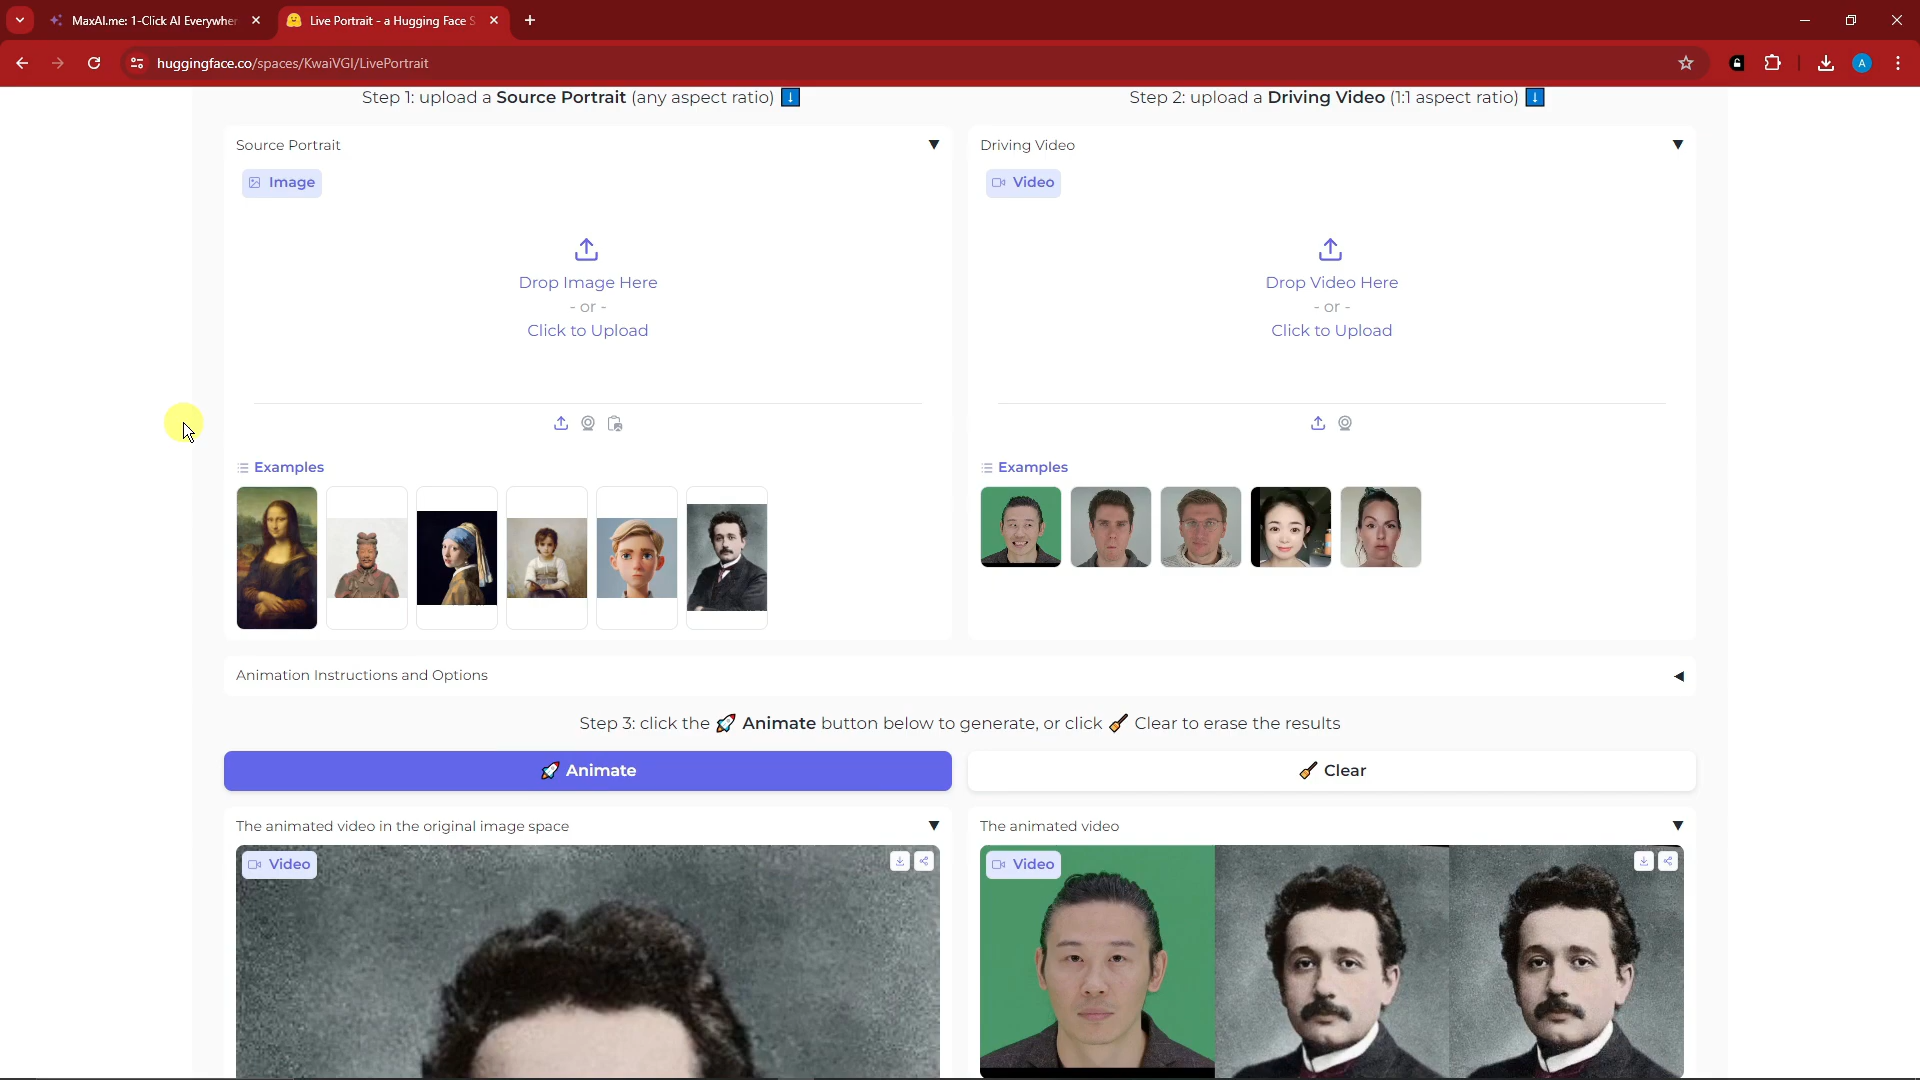 MaxAI.me: 1-Click AI Everywher
Live Portrait - a Hugging Face S
huggingface.co/spaces/KwaiVGI/LivePortrait
A
Step 1: upload a Source Portrait (any aspect ratio)
Step 2: upload a Driving Video (1:1 aspect ratio)
Source Portrait
Driving Video
Image
Video
Drop Image Here
- or -
Click to Upload
Drop Video Here
- or -
Click to Upload
Examples
Examples
Animation Instructions and Options
Step 3: click the 🚀 Animate button below to generate, or click 🧹 Clear to erase the results
🚀 Animate
🧹 Clear
The animated video in the original image space
The animated video
Video
Video